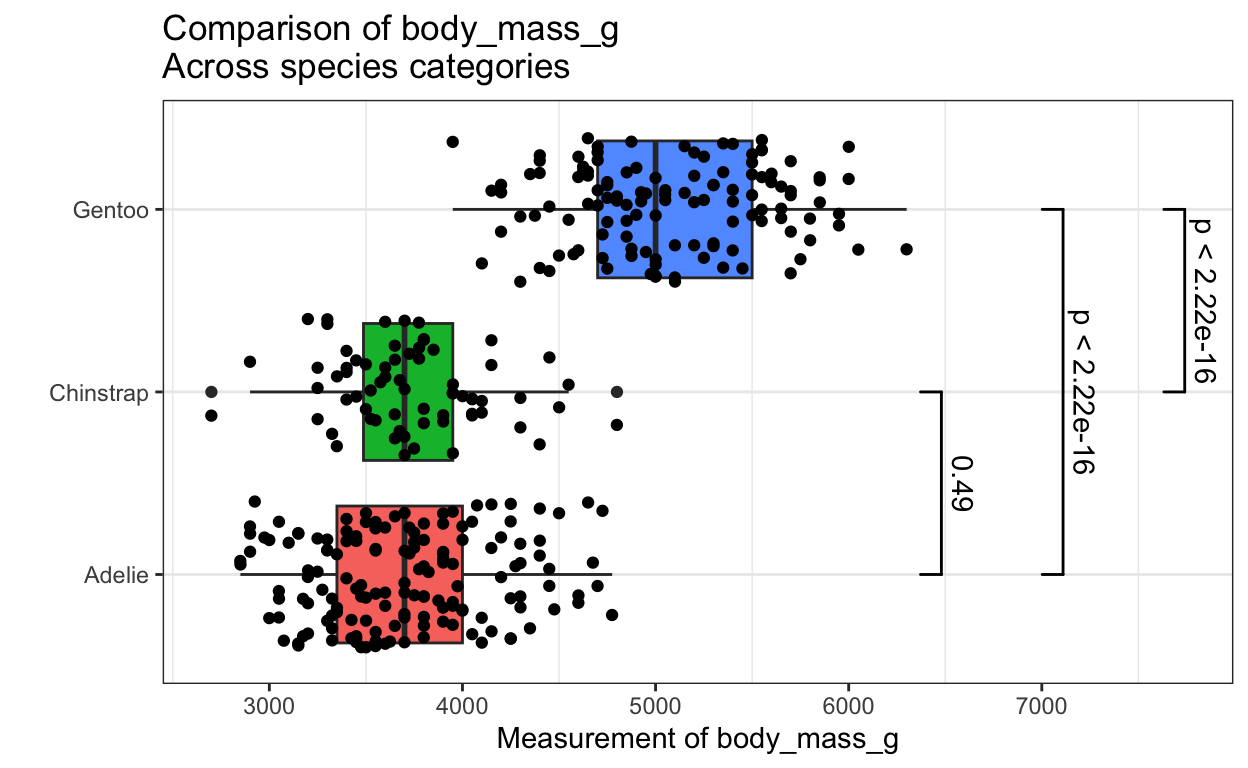 Comparison of body_mass_g
Across species categories
Gentoo
Chinstrap
Adelie
p < 2.22e-16
p < 2.22e-16
0.49
3000 4000 5000 6000 7000
Measurement of body_mass_g